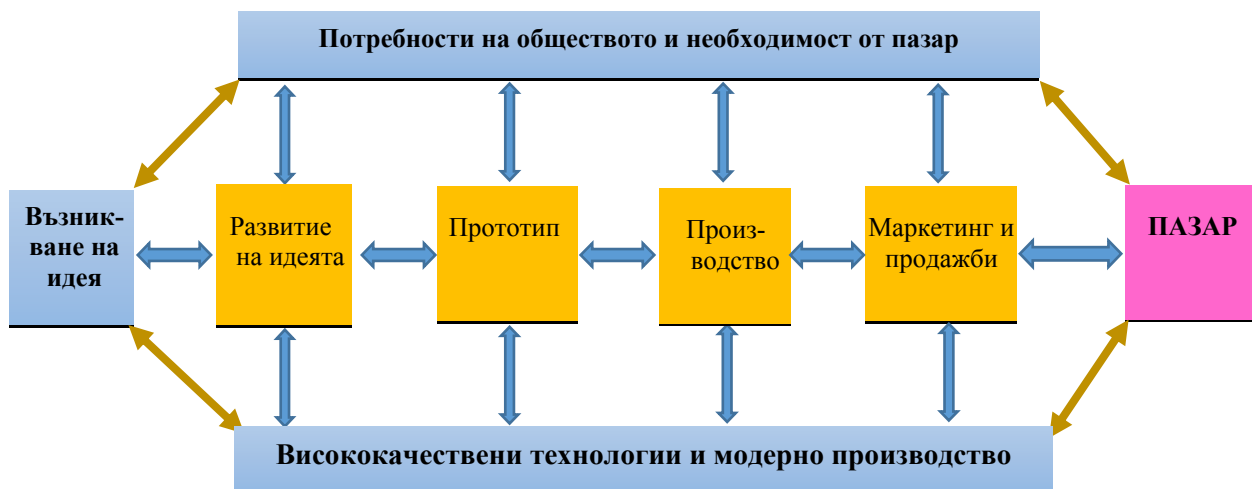 Потребности на обществото и необходимост от пазар
Възник-
ване на
идея
Развитие
на идеята
Прототип
Произ-
водство
Маркетинг и
продажби
ПАЗАР
Висококачествени технологии и модерно производство